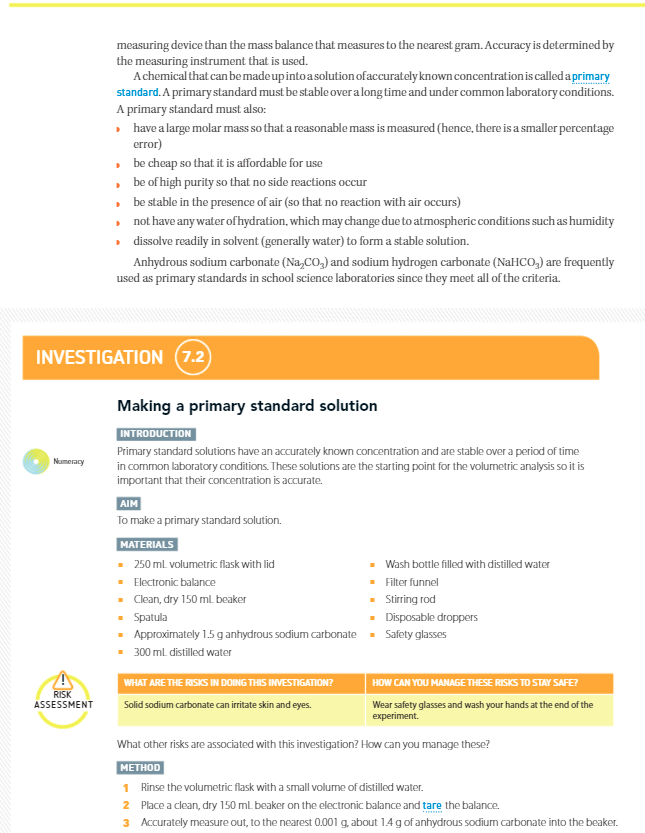 measuring device than the mass balance that measures to the nearest gram. Accuracy is determined by
the measuring instrument that is used.
A chemical that can be made up into a solution of accurately known concentration is called a primary
standard. A primary standard must be stable over a long time and under common laboratory conditions.
A primary standard must also:
have a large molar mass so that a reasonable mass is measured (hence, there is a smaller percentage
error)
be cheap so that it is affordable for use
be of high purity so that no side reactions occur
be stable in the presence of air (so that no reaction with air occurs)
not have any water of hydration, which may change due to atmospheric conditions such as humidity
dissolve readily in solvent (generally water) to form a stable solution.
Anhydrous sodium carbonate (Na₂CO₃) and sodium hydrogen carbonate (NaHCO₃) are frequently
used as primary standards in school science laboratories since they meet all of the criteria.
INVESTIGATION 7.2
Making a primary standard solution
INTRODUCTION
Numeracy
Primary standard solutions have an accurately known concentration and are stable over a period of time
in common laboratory conditions. These solutions are the starting point for the volumetric analysis so it is
important that their concentration is accurate.
AIM
To make a primary standard solution.
MATERIALS
250 mL volumetric flask with lid
Electronic balance
Clean, dry 150 mL beaker
Spatula
Approximately 1.5 g anhydrous sodium carbonate
300 mL distilled water
Wash bottle filled with distilled water
Filter funnel
Stirring rod
Disposable droppers
Safety glasses
!
RISK
ASSESSMENT
WHAT ARE THE RISKS IN DOING THIS INVESTIGATION?
HOW CAN YOU MANAGE THESE RISKS TO STAY SAFE?
Solid sodium carbonate can irritate skin and eyes.
Wear safety glasses and wash your hands at the end of the
experiment.
What other risks are associated with this investigation? How can you manage these?
METHOD
1 Rinse the volumetric flask with a small volume of distilled water.
2 Place a clean, dry 150 mL beaker on the electronic balance and tare the balance.
3 Accurately measure out, to the nearest 0.001 g, about 1.4 g of anhydrous sodium carbonate into the beaker.